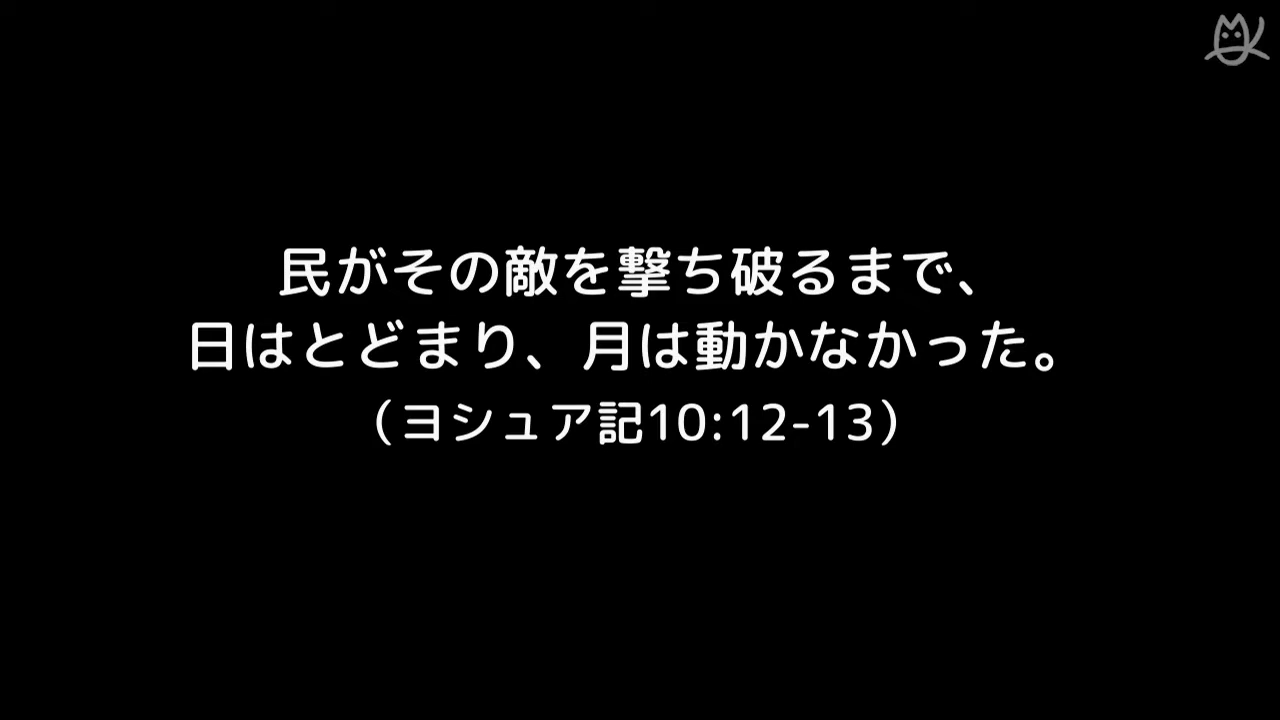 民がその敵を撃ち破るまで、
日はとどまり、月は動かなかった。
（ヨシュア記10:12-13）